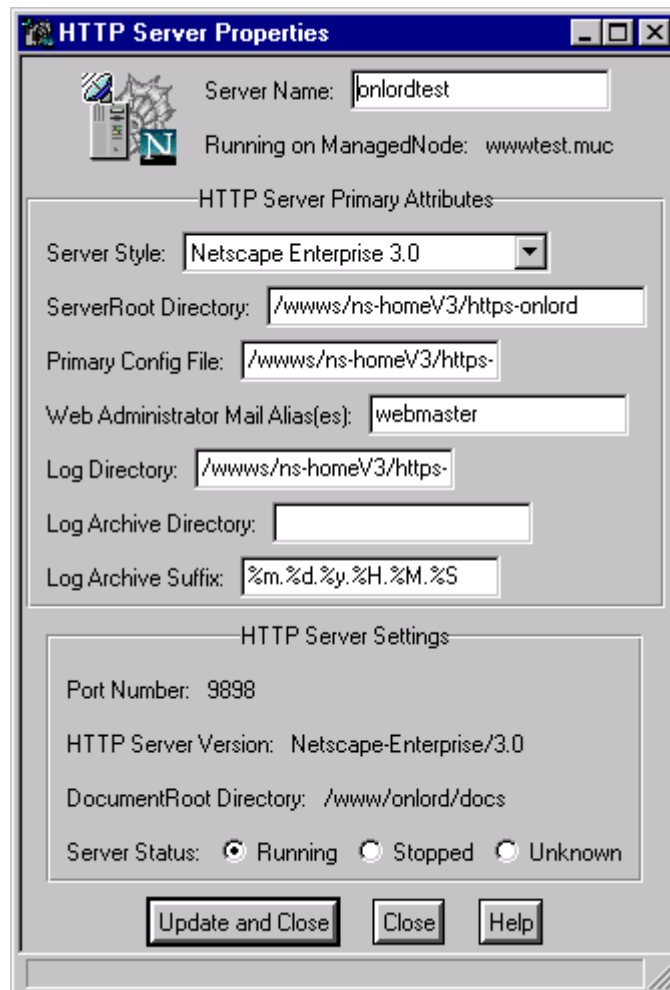 HTTP Server Properties
Server Name: onlordtest
N
Running on ManagedNode: wwwtest.muc
HTTP Server Primary Attributes
Server Style: Netscape Enterprise 3.0
ServerRoot Directory: /wwws/ns-homeV3/https-onlord
Primary Config File: /wwws/ns-homeV3/https-
Web Administrator Mail Alias(es): webmaster
Log Directory: /wwws/ns-homeV3/https-
Log Archive Directory:
Log Archive Suffix: %m.%d.%y.%H.%M.%S
HTTP Server Settings
Port Number: 9898
HTTP Server Version: Netscape-Enterprise/3.0
DocumentRoot Directory: /www/onlord/docs
Server Status: Running Stopped Unknown
Update and Close Close Help